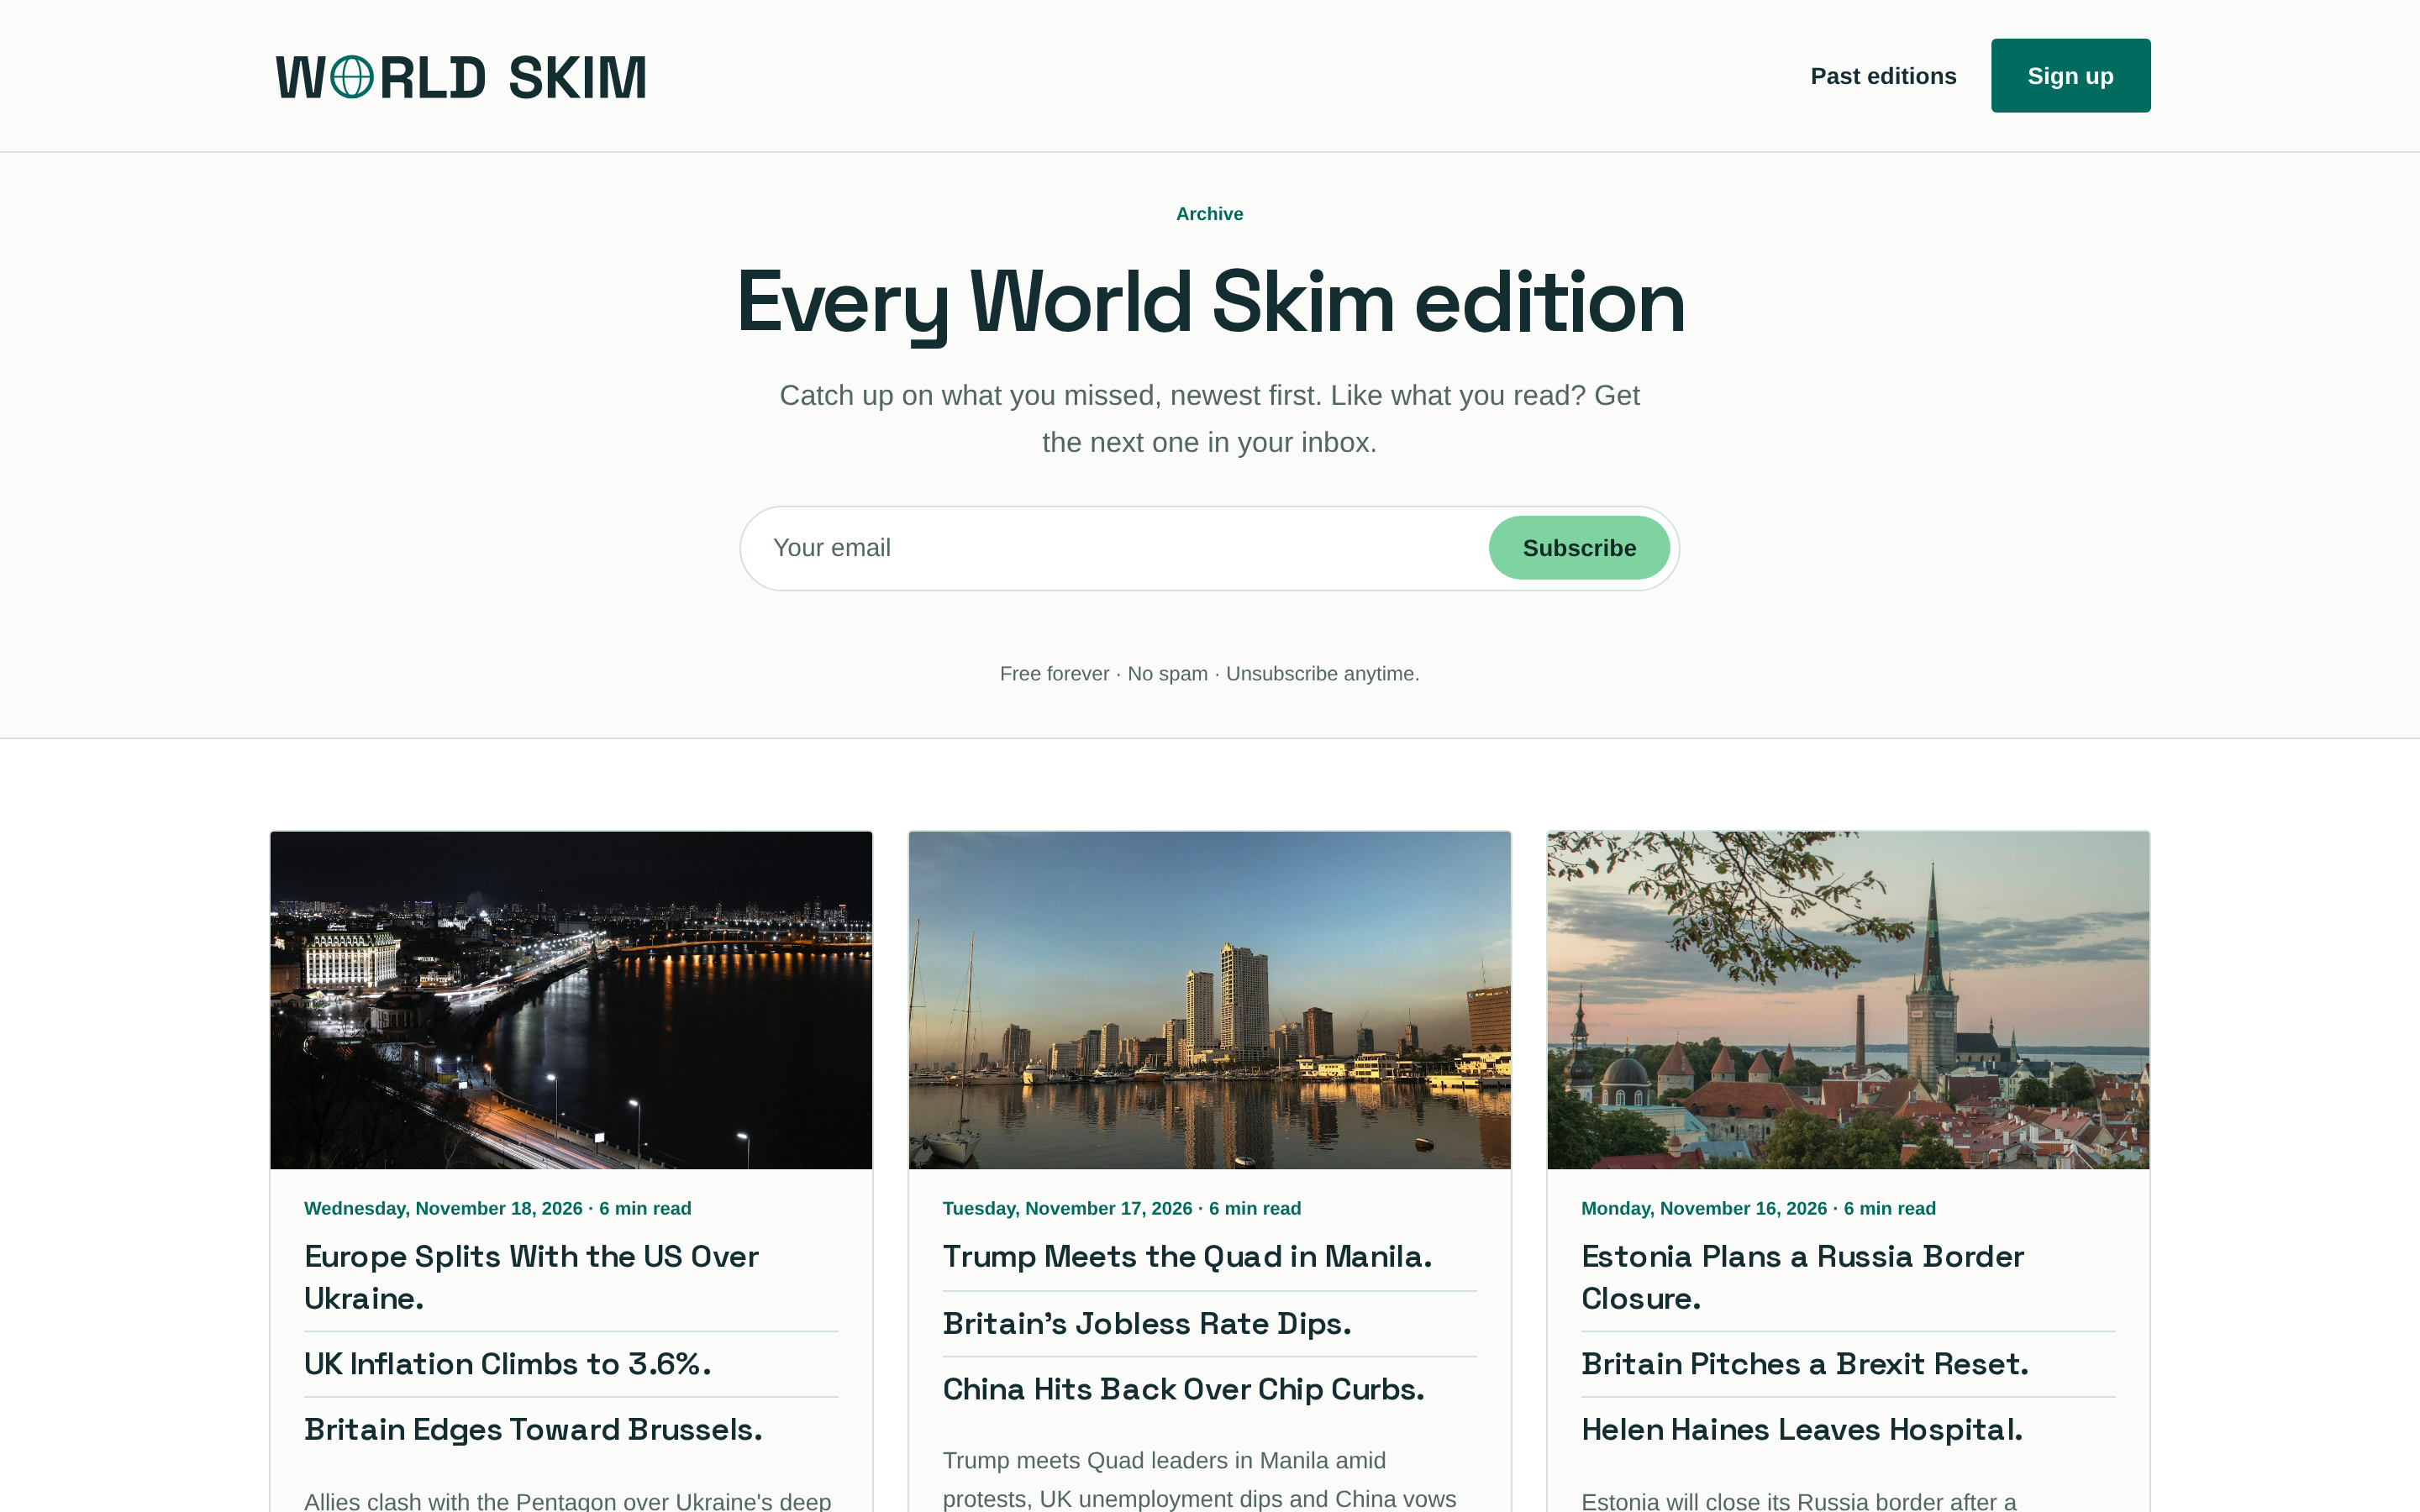 WORLD SKIM
Past editions
Sign up
Archive
Every World Skim edition
Catch up on what you missed, newest first. Like what you read? Get
the next one in your inbox.
Your email
Subscribe
Free forever · No spam · Unsubscribe anytime.
Wednesday, November 18, 2026 · 6 min read
Europe Splits With the US Over
Ukraine.
UK Inflation Climbs to 3.6%.
Britain Edges Toward Brussels.
Allies clash with the Pentagon over Ukraine's deep
Tuesday, November 17, 2026 · 6 min read
Trump Meets the Quad in Manila.
Britain’s Jobless Rate Dips.
China Hits Back Over Chip Curbs.
Trump meets Quad leaders in Manila amid
protests, UK unemployment dips and China vows
Monday, November 16, 2026 · 6 min read
Estonia Plans a Russia Border
Closure.
Britain Pitches a Brexit Reset.
Helen Haines Leaves Hospital.
Estonia will close its Russia border after a